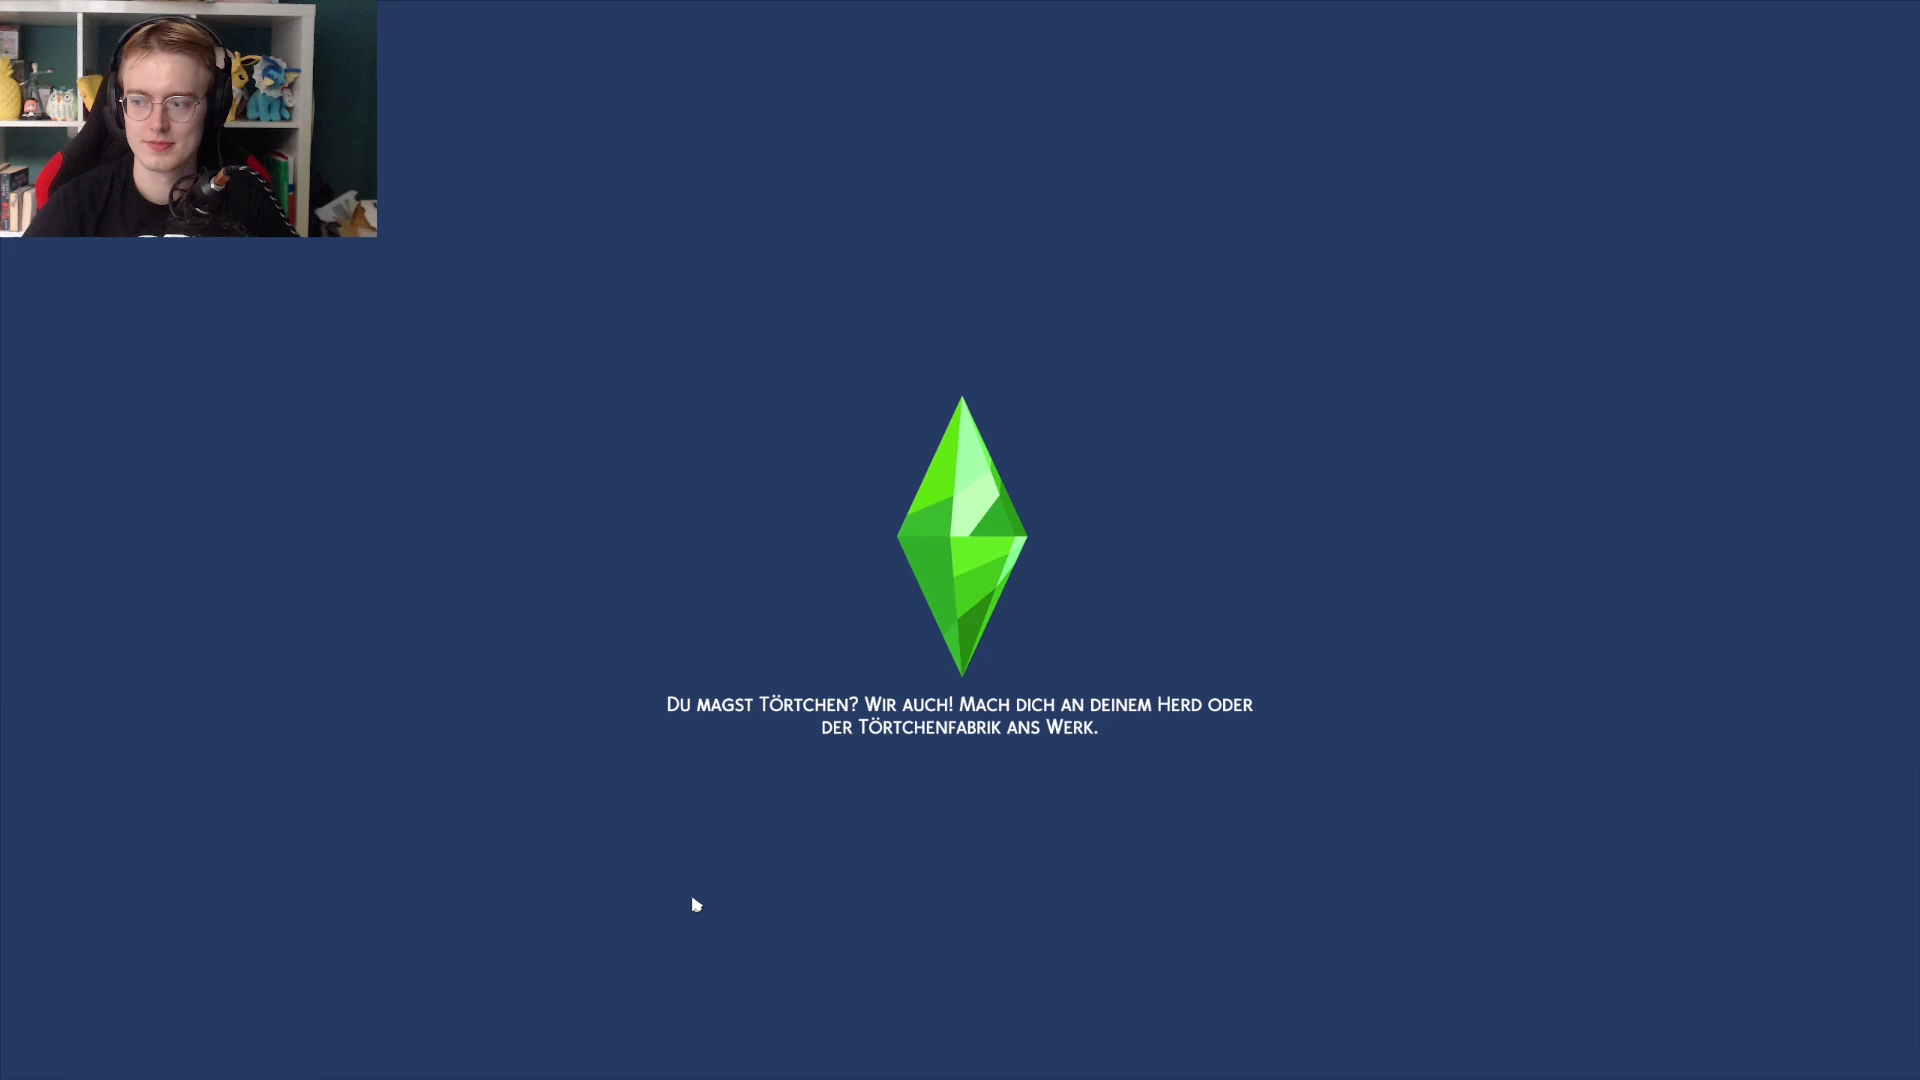 Du magst Törtchen? Wir auch! Mach dich an deinem Herd oder
der Törtchenfabrik ans Werk.